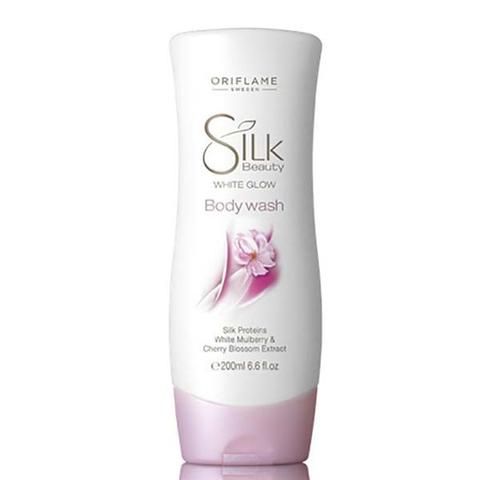 ORIFLAME
SWEDEN
SILK
Beauty
WHITE GLOW
Body wash
Silk Proteins
White Mulberry &
Cherry Blossom Extract
℮200ml 6.6 fl.oz